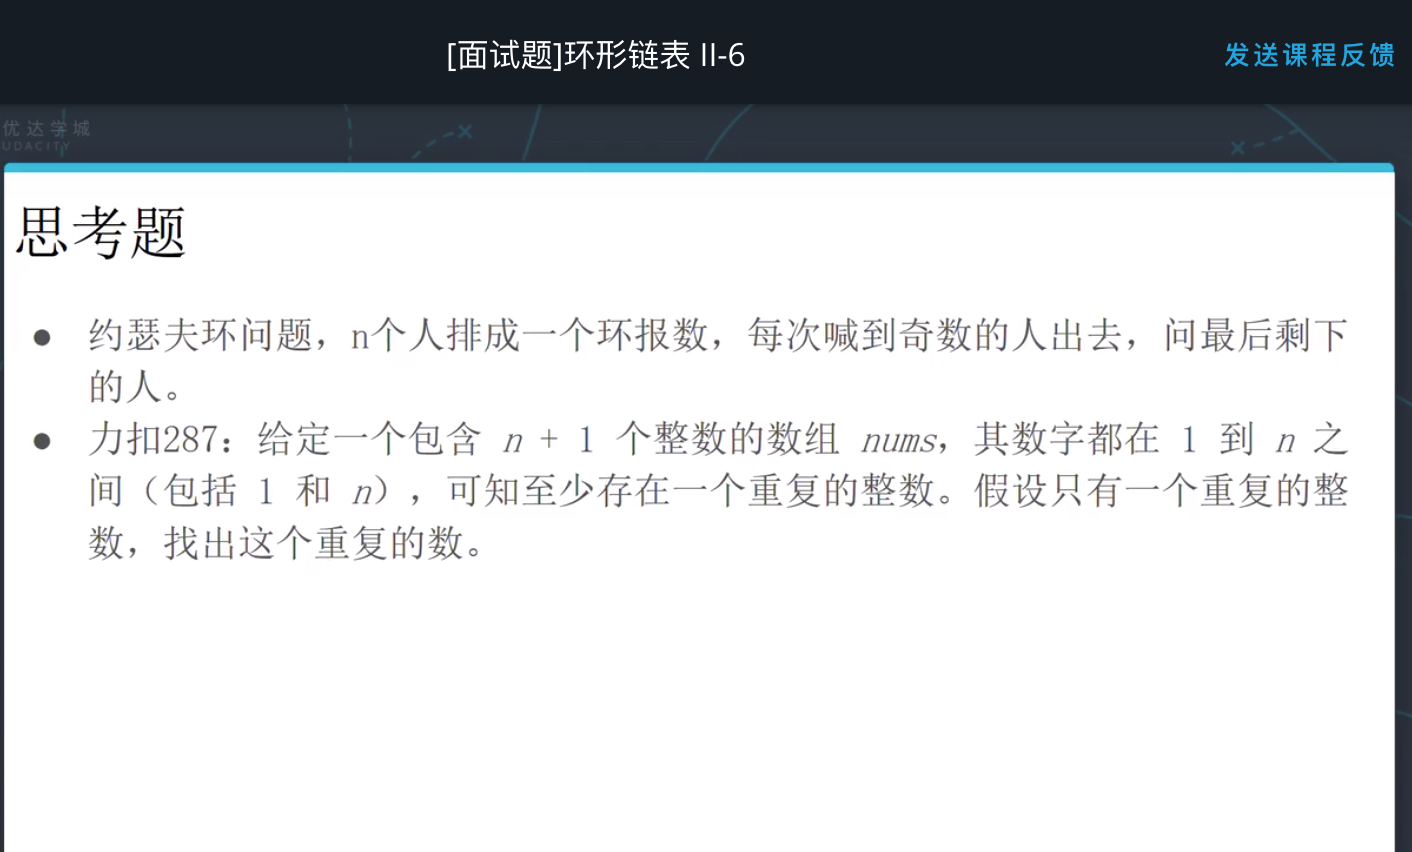 [面试题]环形链表 II-6
发送课程反馈
优达学城
UDACITY
思考题
● 约瑟夫环问题，n个人排成一个环报数，每次喊到奇数的人出去，问最后剩下
的人。
● 力扣287：给定一个包含 n + 1 个整数的数组 nums，其数字都在 1 到 n 之
间（包括 1 和 n），可知至少存在一个重复的整数。假设只有一个重复的整
数，找出这个重复的数。